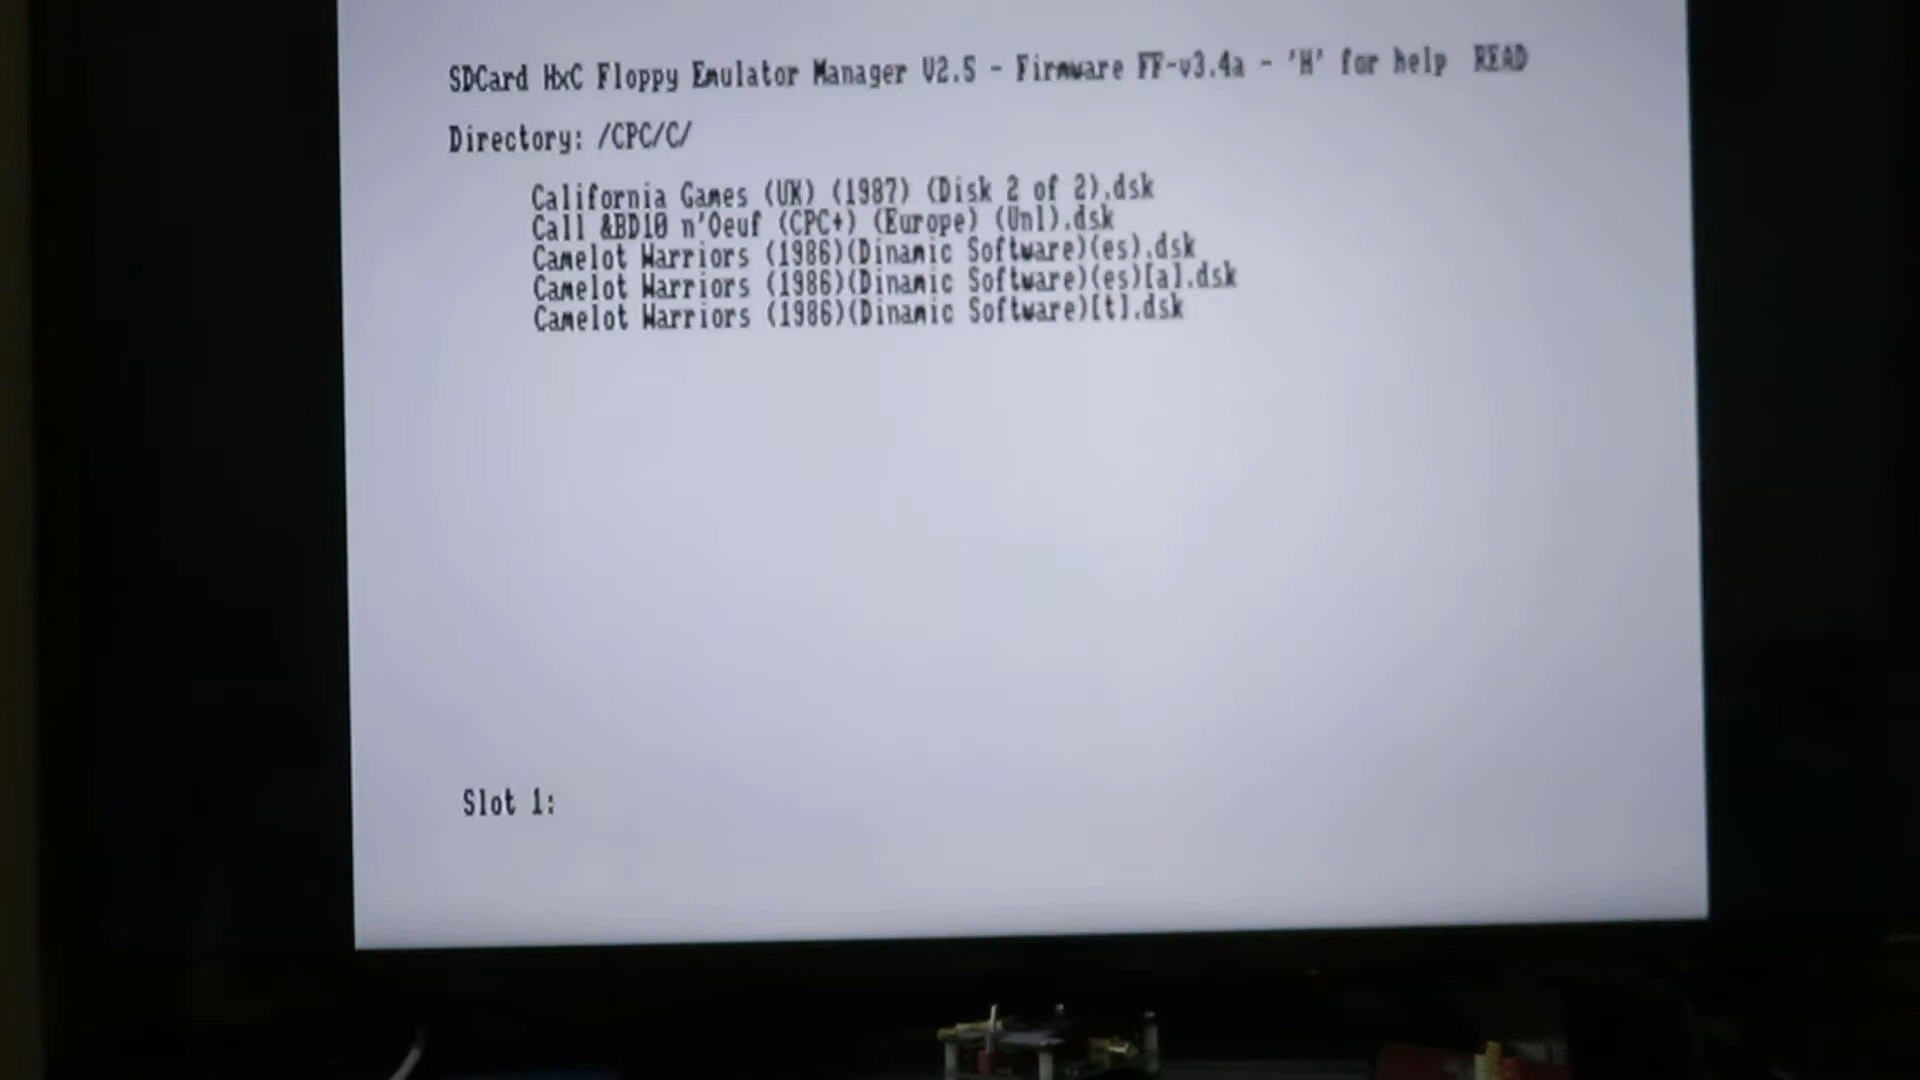 SDCard HxC Floppy Emulator Manager V2.5 - Firmware FF-v3.4a - 'H' for help READ
Directory: /CPC/C/
California Games (UK) (1987) (Disk 2 of 2).dsk
Call &BD10 n'Oeuf (CPC+) (Europe) (Unl).dsk
Camelot Warriors (1986)(Dinamic Software)(es).dsk
Camelot Warriors (1986)(Dinamic Software)(es)[a].dsk
Camelot Warriors (1986)(Dinamic Software)[t].dsk
Slot 1: